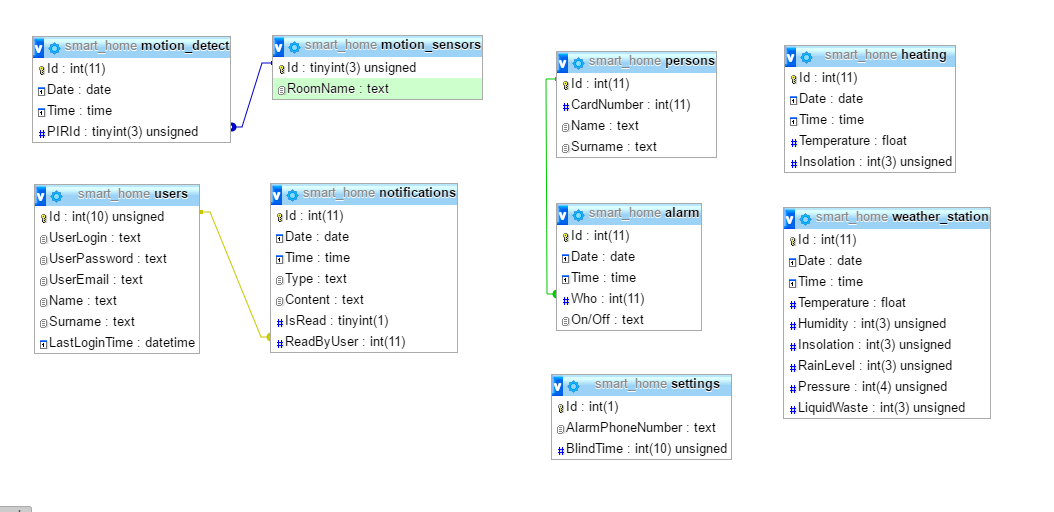 smart_home motion_detect
Id : int(11)
Date : date
Time : time
PIRId : tinyint(3) unsigned
smart_home motion_sensors
Id : tinyint(3) unsigned
RoomName : text
smart_home persons
Id : int(11)
CardNumber : int(11)
Name : text
Surname : text
smart_home heating
Id : int(11)
Date : date
Time : time
Temperature : float
Insolation : int(3) unsigned
smart_home users
Id : int(10) unsigned
UserLogin : text
UserPassword : text
UserEmail : text
Name : text
Surname : text
LastLoginTime : datetime
smart_home notifications
Id : int(11)
Date : date
Time : time
Type : text
Content : text
IsRead : tinyint(1)
ReadByUser : int(11)
smart_home alarm
Id : int(11)
Date : date
Time : time
Who : int(11)
On/Off : text
smart_home weather_station
Id : int(11)
Date : date
Time : time
Temperature : float
Humidity : int(3) unsigned
Insolation : int(3) unsigned
RainLevel : int(3) unsigned
Pressure : int(4) unsigned
LiquidWaste : int(3) unsigned
smart_home settings
Id : int(1)
AlarmPhoneNumber : text
BlindTime : int(10) unsigned